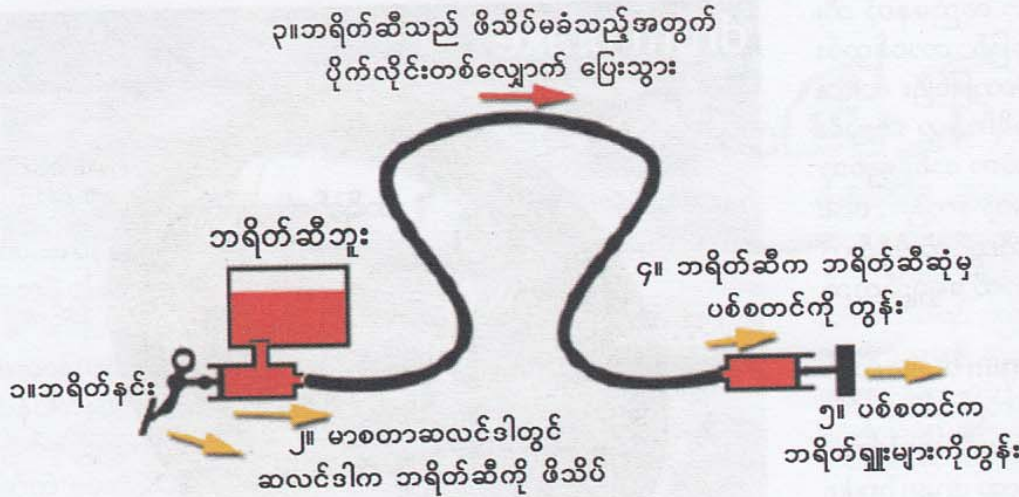 ၃။ဘရိတ်ဆီသည် ဖိသိပ်မခံသည့်အတွက်
ပိုက်လိုင်းတစ်လျှောက် ပြေးသွား
ဘရိတ်ဆီဘူး
၄။ ဘရိတ်ဆီက ဘရိတ်ဆီဆုံမှ
ပစ်စတင်ကို တွန်း
၁။ဘရိတ်နင်း
၂။ မာစတာဆလင်ဒါတွင်
ဆလင်ဒါက ဘရိတ်ဆီကို ဖိသိပ်
၅။ ပစ်စတင်က
ဘရိတ်ရှူးများကိုတွန်း